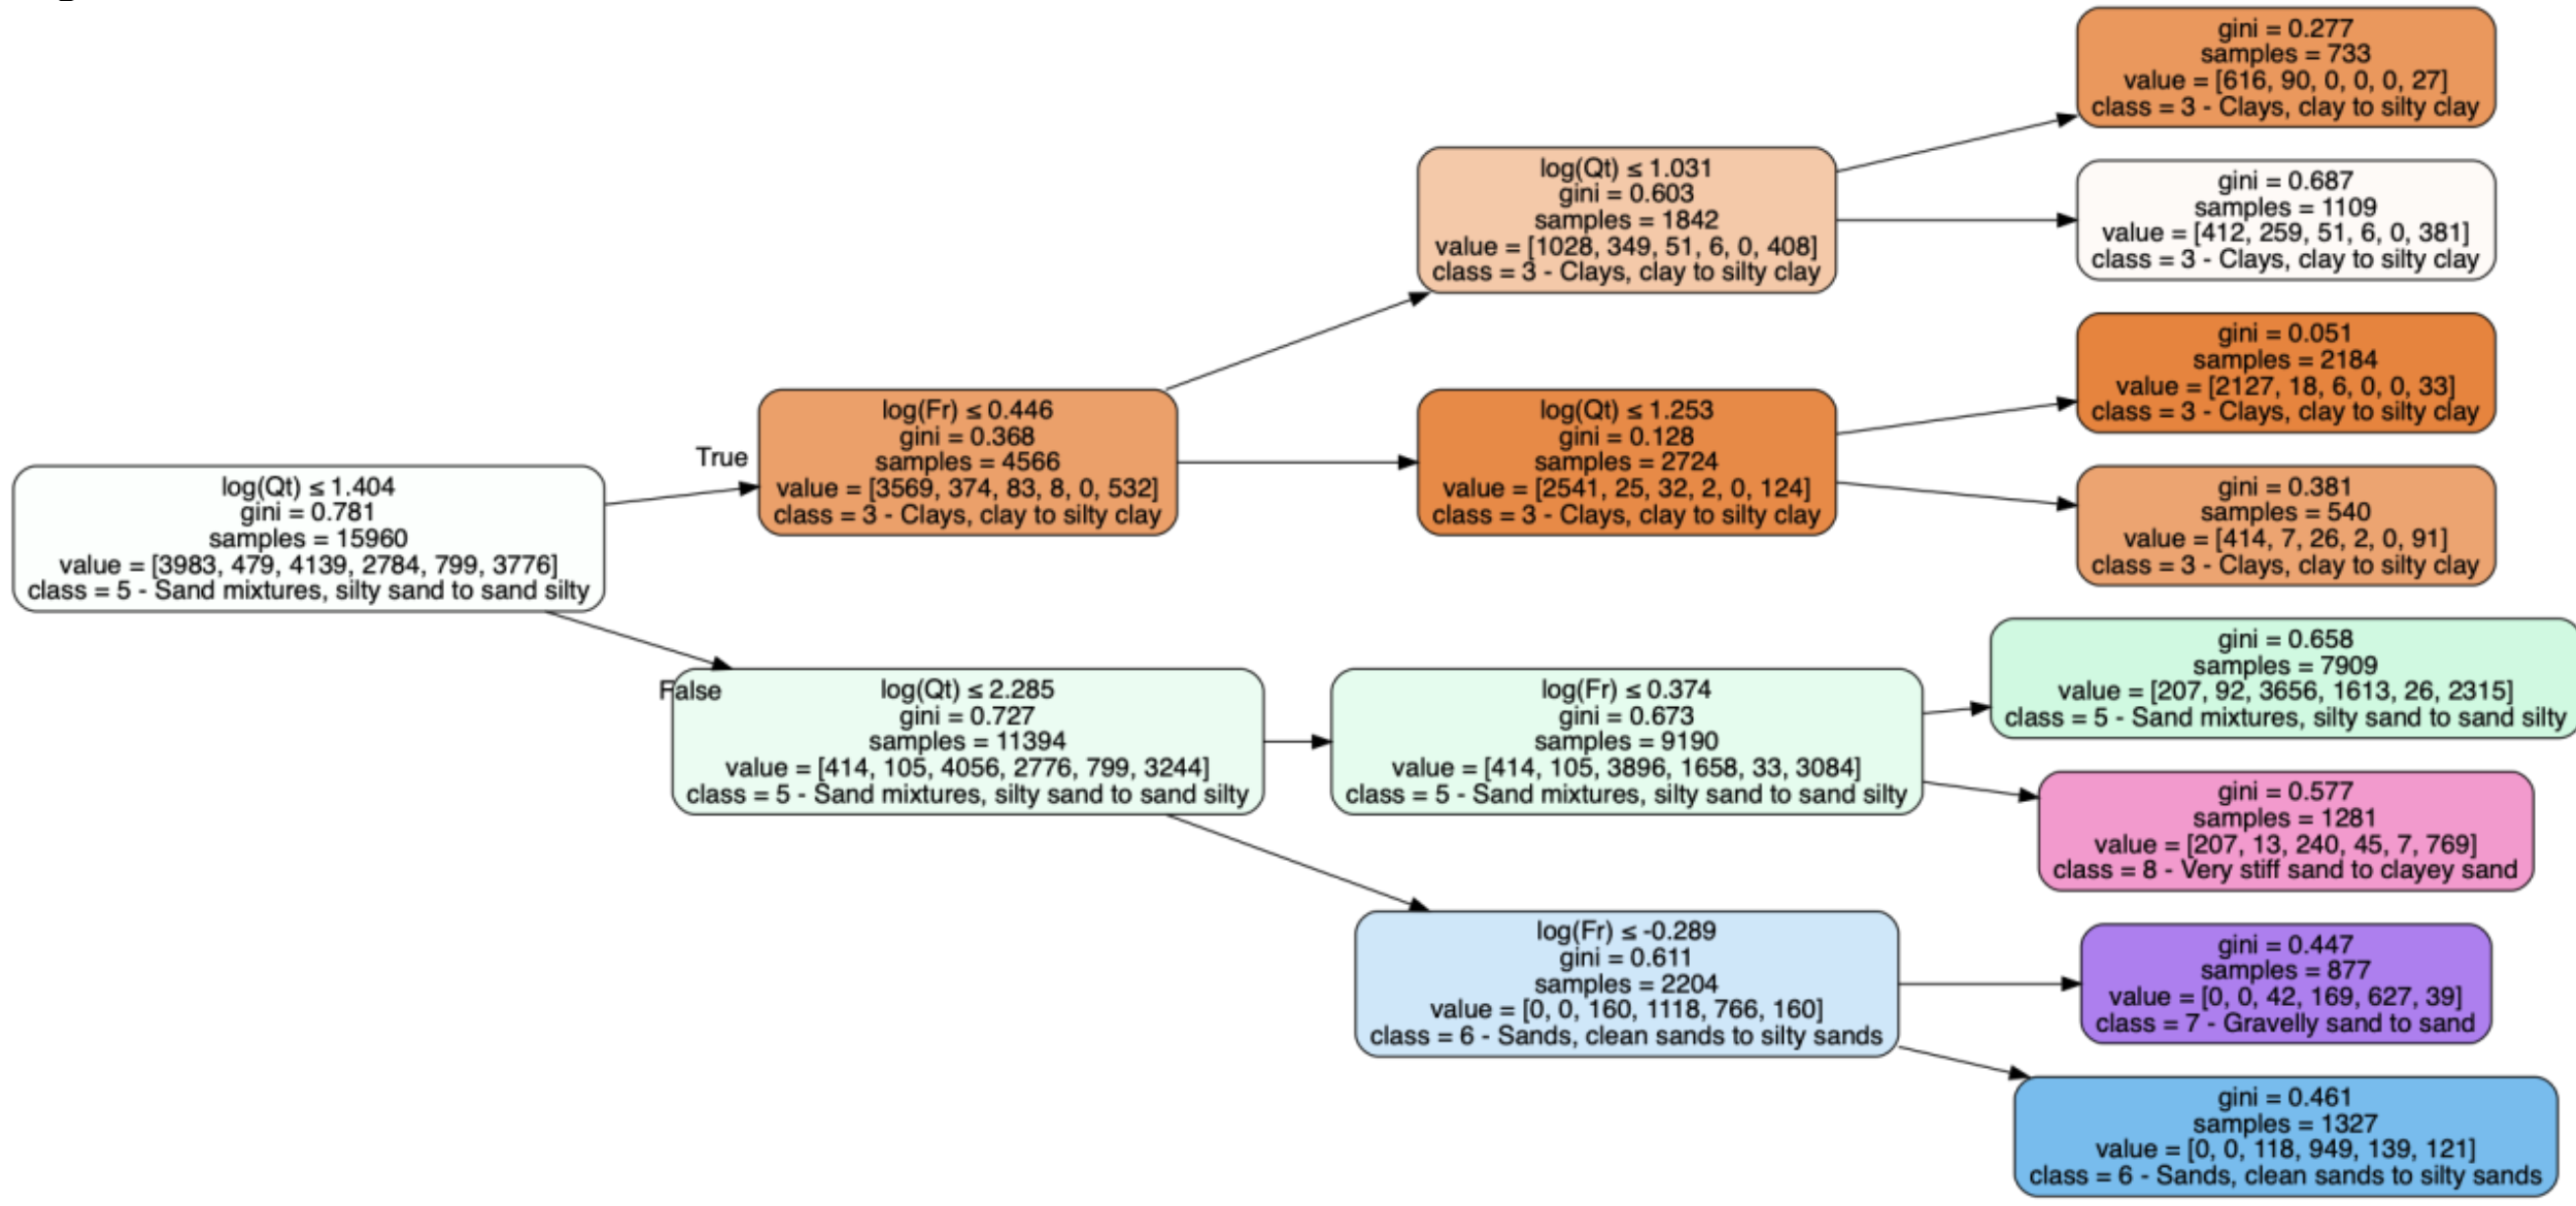 log(Qt) ≤ 1.404
gini = 0.781
samples = 15960
value = [3983, 479, 4139, 2784, 799, 3776]
class = 5 - Sand mixtures, silty sand to sand silty
True
False
log(Fr) ≤ 0.446
gini = 0.368
samples = 4566
value = [3569, 374, 83, 8, 0, 532]
class = 3 - Clays, clay to silty clay
log(Qt) ≤ 2.285
gini = 0.727
samples = 11394
value = [414, 105, 4056, 2776, 799, 3244]
class = 5 - Sand mixtures, silty sand to sand silty
log(Qt) ≤ 1.031
gini = 0.603
samples = 1842
value = [1028, 349, 51, 6, 0, 408]
class = 3 - Clays, clay to silty clay
log(Qt) ≤ 1.253
gini = 0.128
samples = 2724
value = [2541, 25, 32, 2, 0, 124]
class = 3 - Clays, clay to silty clay
log(Fr) ≤ 0.374
gini = 0.673
samples = 9190
value = [414, 105, 3896, 1658, 33, 3084]
class = 5 - Sand mixtures, silty sand to sand silty
log(Fr) ≤ -0.289
gini = 0.611
samples = 2204
value = [0, 0, 160, 1118, 766, 160]
class = 6 - Sands, clean sands to silty sands
gini = 0.277
samples = 733
value = [616, 90, 0, 0, 0, 27]
class = 3 - Clays, clay to silty clay
gini = 0.687
samples = 1109
value = [412, 259, 51, 6, 0, 381]
class = 3 - Clays, clay to silty clay
gini = 0.051
samples = 2184
value = [2127, 18, 6, 0, 0, 33]
class = 3 - Clays, clay to silty clay
gini = 0.381
samples = 540
value = [414, 7, 26, 2, 0, 91]
class = 3 - Clays, clay to silty clay
gini = 0.658
samples = 7909
value = [207, 92, 3656, 1613, 26, 2315]
class = 5 - Sand mixtures, silty sand to sand silty
gini = 0.577
samples = 1281
value = [207, 13, 240, 45, 7, 769]
class = 8 - Very stiff sand to clayey sand
gini = 0.447
samples = 877
value = [0, 0, 42, 169, 627, 39]
class = 7 - Gravelly sand to sand
gini = 0.461
samples = 1327
value = [0, 0, 118, 949, 139, 121]
class = 6 - Sands, clean sands to silty sands